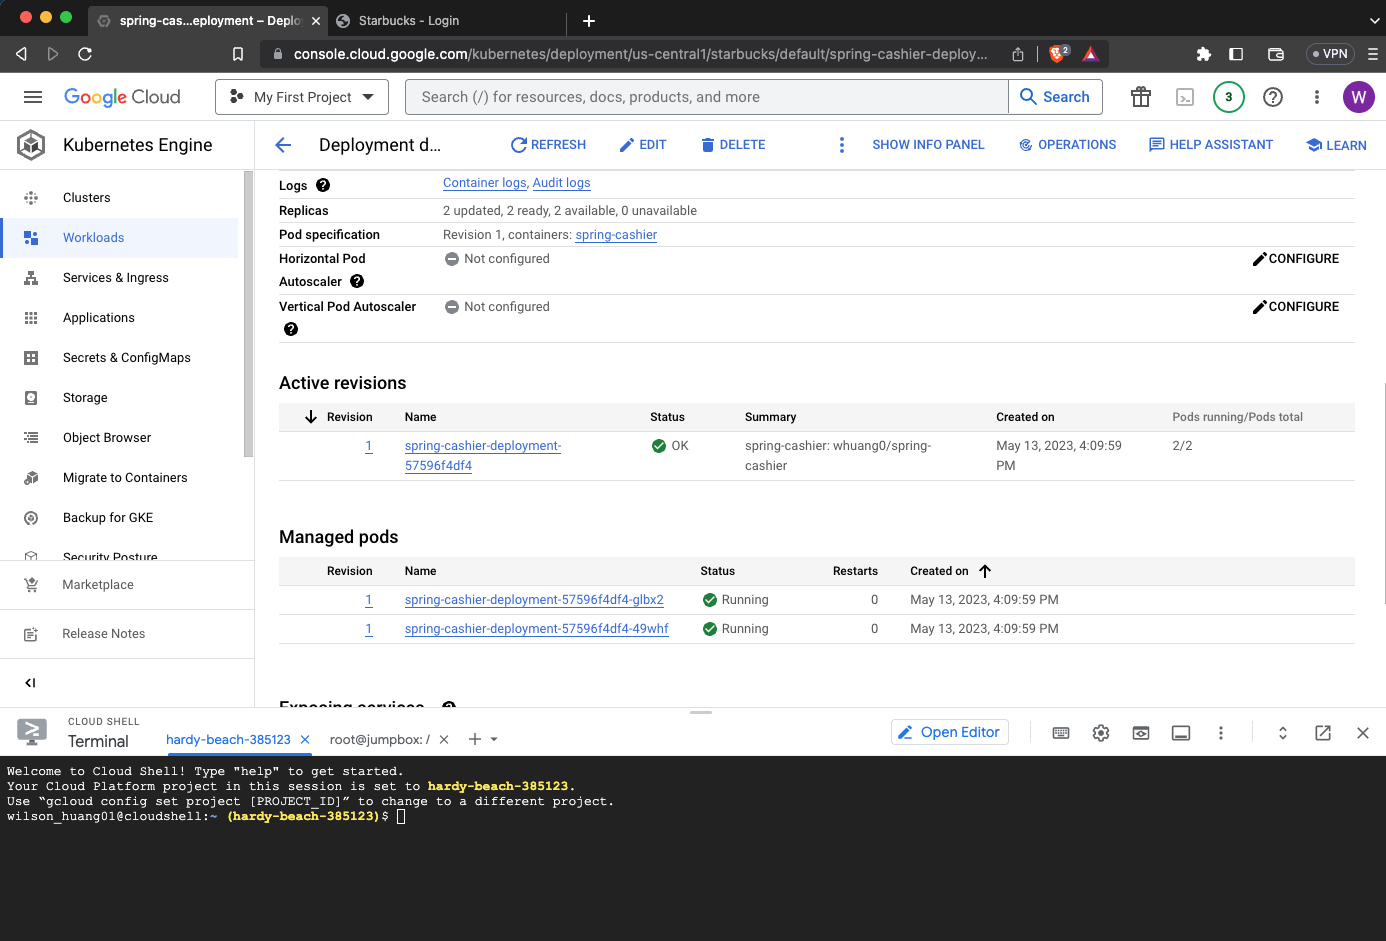 spring-cas...eployment – Deplo
Starbucks - Login
console.cloud.google.com/kubernetes/deployment/us-central1/starbucks/default/spring-cashier-deploy...
2
VPN
Google Cloud
My First Project
Search (/) for resources, docs, products, and more
Search
3
W
Kubernetes Engine
Deployment d...
REFRESH
EDIT
DELETE
SHOW INFO PANEL
OPERATIONS
HELP ASSISTANT
LEARN
Clusters
Workloads
Services & Ingress
Applications
Secrets & ConfigMaps
Storage
Object Browser
Migrate to Containers
Backup for GKE
Security Posture
Marketplace
Release Notes
Logs
Container logs, Audit logs
Replicas
2 updated, 2 ready, 2 available, 0 unavailable
Pod specification
Revision 1, containers: spring-cashier
Horizontal Pod
Autoscaler
Not configured
CONFIGURE
Vertical Pod Autoscaler
Not configured
CONFIGURE
Active revisions
Revision Name Status Summary Created on Pods running/Pods total
1 spring-cashier-deployment- OK spring-cashier: whuang0/spring- May 13, 2023, 4:09:59 2/2
57596f4df4 cashier PM
Managed pods
Revision Name Status Restarts Created on
1 spring-cashier-deployment-57596f4df4-glbx2 Running 0 May 13, 2023, 4:09:59 PM
1 spring-cashier-deployment-57596f4df4-49whf Running 0 May 13, 2023, 4:09:59 PM
Exposing services
CLOUD SHELL
Terminal
hardy-beach-385123
root@jumpbox: /
Open Editor
Welcome to Cloud Shell! Type "help" to get started.
Your Cloud Platform project in this session is set to hardy-beach-385123.
Use “gcloud config set project [PROJECT_ID]” to change to a different project.
wilson_huang01@cloudshell:~ (hardy-beach-385123)$